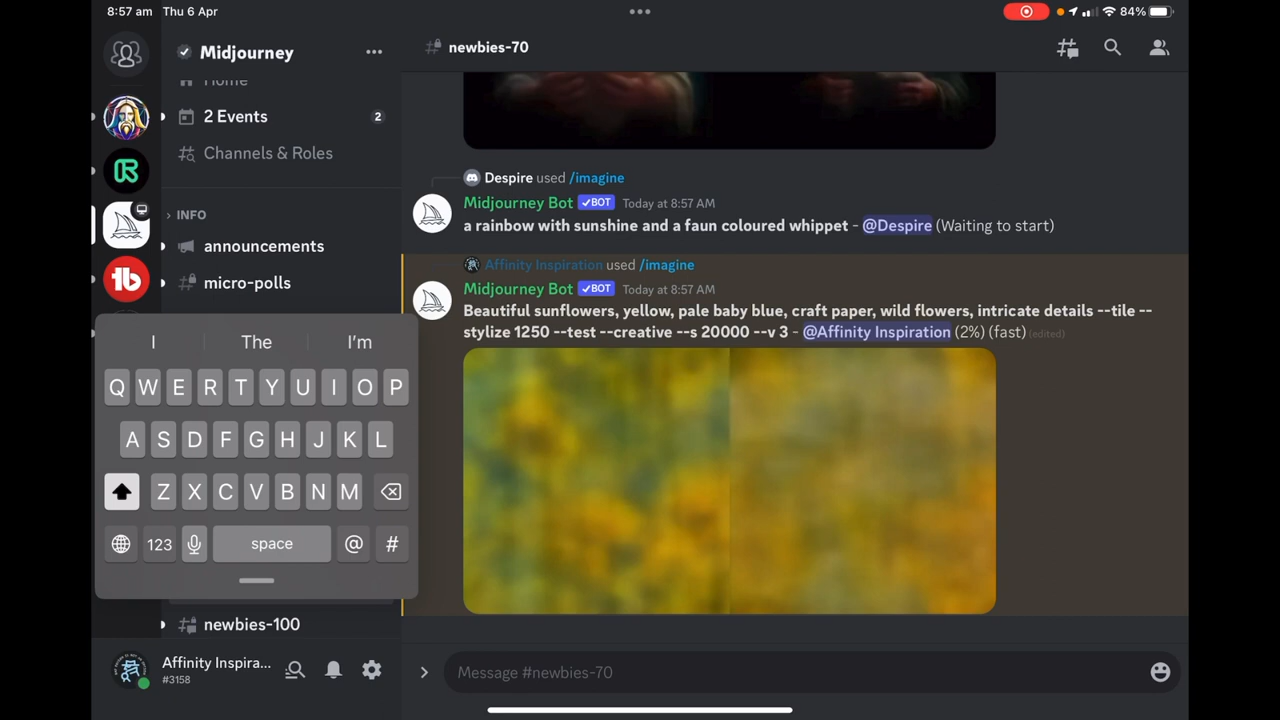 8:57 am Thu 6 Apr
84%
Midjourney
Home
2 Events
2
Channels & Roles
INFO
announcements
micro-polls
newbies-100
Affinity Inspira...
#3158
newbies-70
Despire used /imagine
Midjourney Bot BOT Today at 8:57 AM
a rainbow with sunshine and a faun coloured whippet - @Despire (Waiting to start)
Affinity Inspiration used /imagine
Midjourney Bot BOT Today at 8:57 AM
Beautiful sunflowers, yellow, pale baby blue, craft paper, wild flowers, intricate details --tile --
stylize 1250 --test --creative --s 20000 --v 3 - @Affinity Inspiration (2%) (fast) (edited)
Message #newbies-70
I The I'm
Q W E R T Y U I O P
A S D F G H J K L
Z X C V B N M
123 space @ #